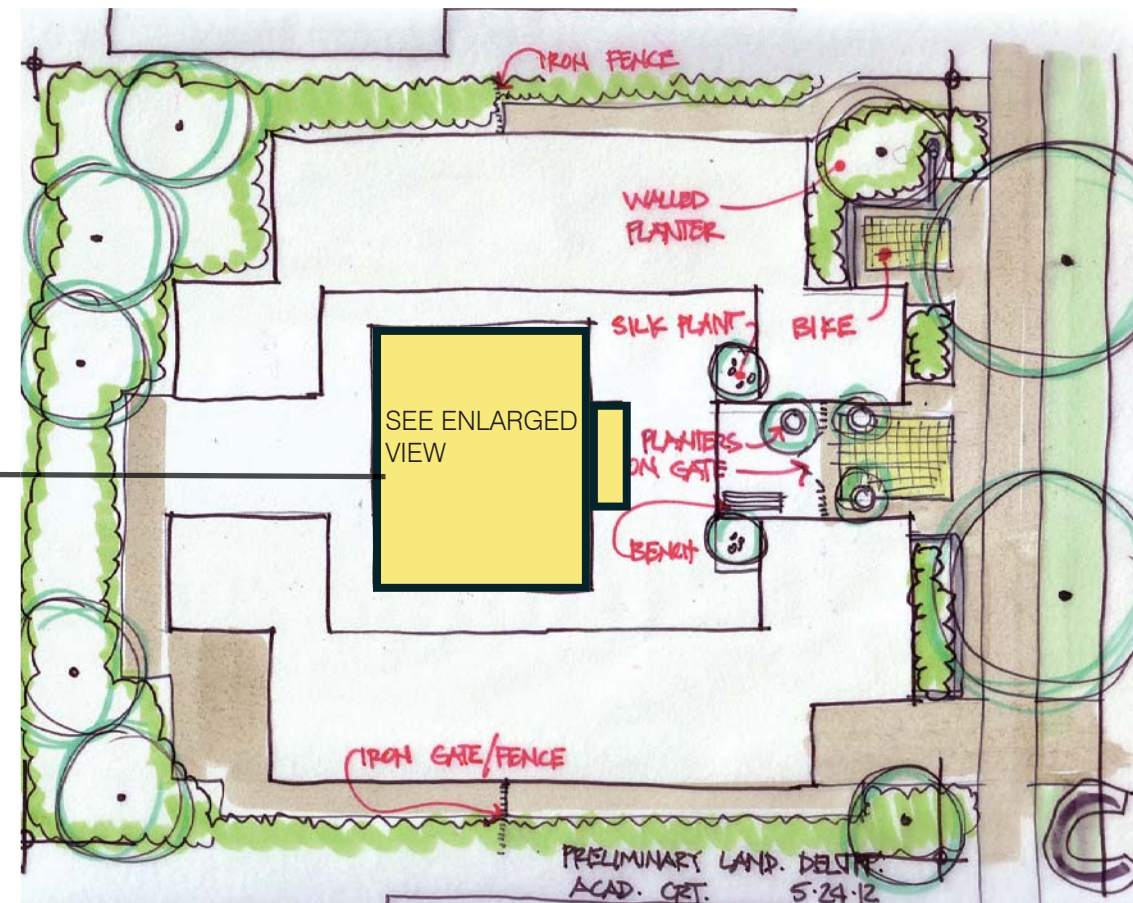 IRON FENCE
WALLED
PLANTER
SILK PLANT
BIKE
SEE ENLARGED
VIEW
PLANTERS
ON GATE
BENCH
IRON GATE/FENCE
PRELIMINARY LAND.
ACAD. CRT. 5·24·12
C